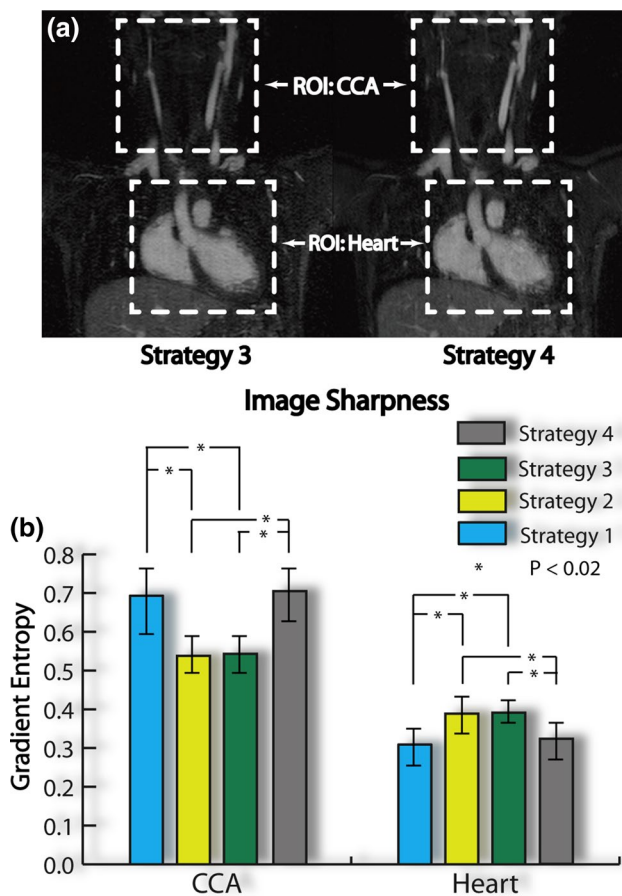 (a)
ROI: CCA
ROI: Heart
Strategy 3
Strategy 4
Image Sharpness
Strategy 4
Strategy 3
Strategy 2
Strategy 1
* P < 0.02
(b)
*
*
*
*
*
*
*
*
Gradient Entropy
0.8
0.7
0.6
0.5
0.4
0.3
0.2
0.1
0.0
CCA
Heart